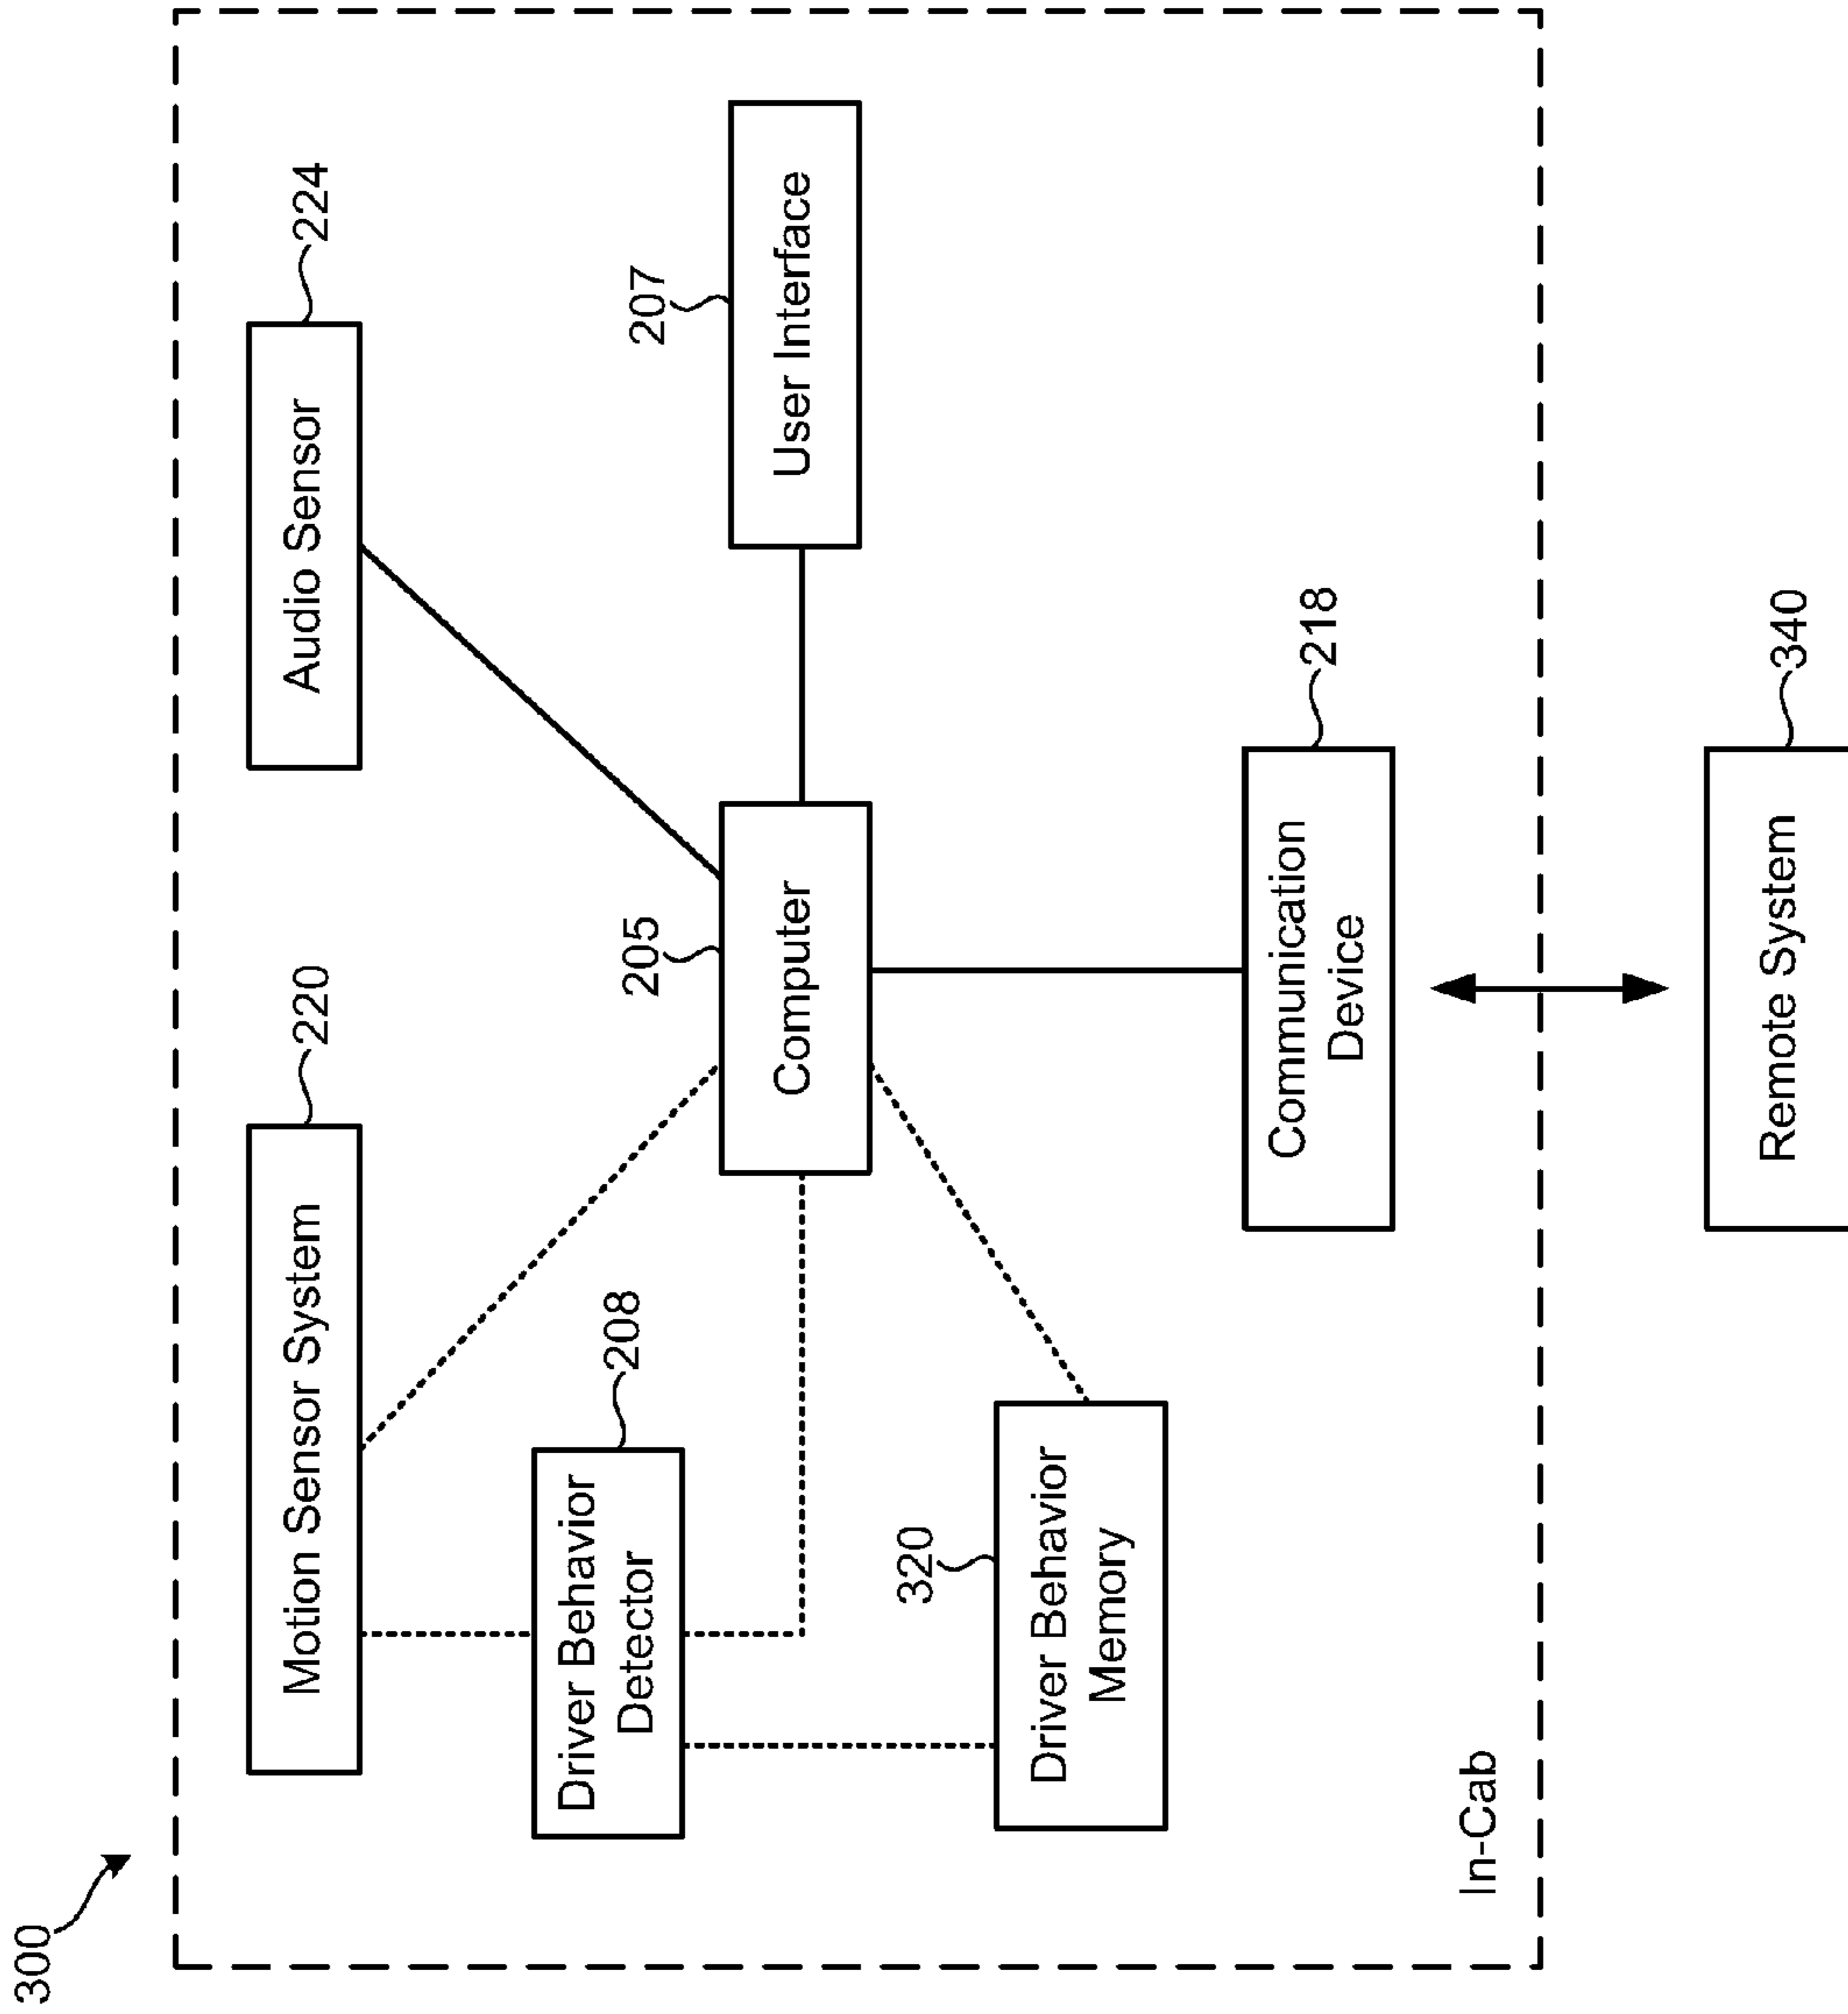 300
220
224
Motion Sensor System
Audio Sensor
208
205
207
Driver Behavior
Detector
Computer
User Interface
320
Driver Behavior
Memory
218
Communication
Device
In-Cab
340
Remote System